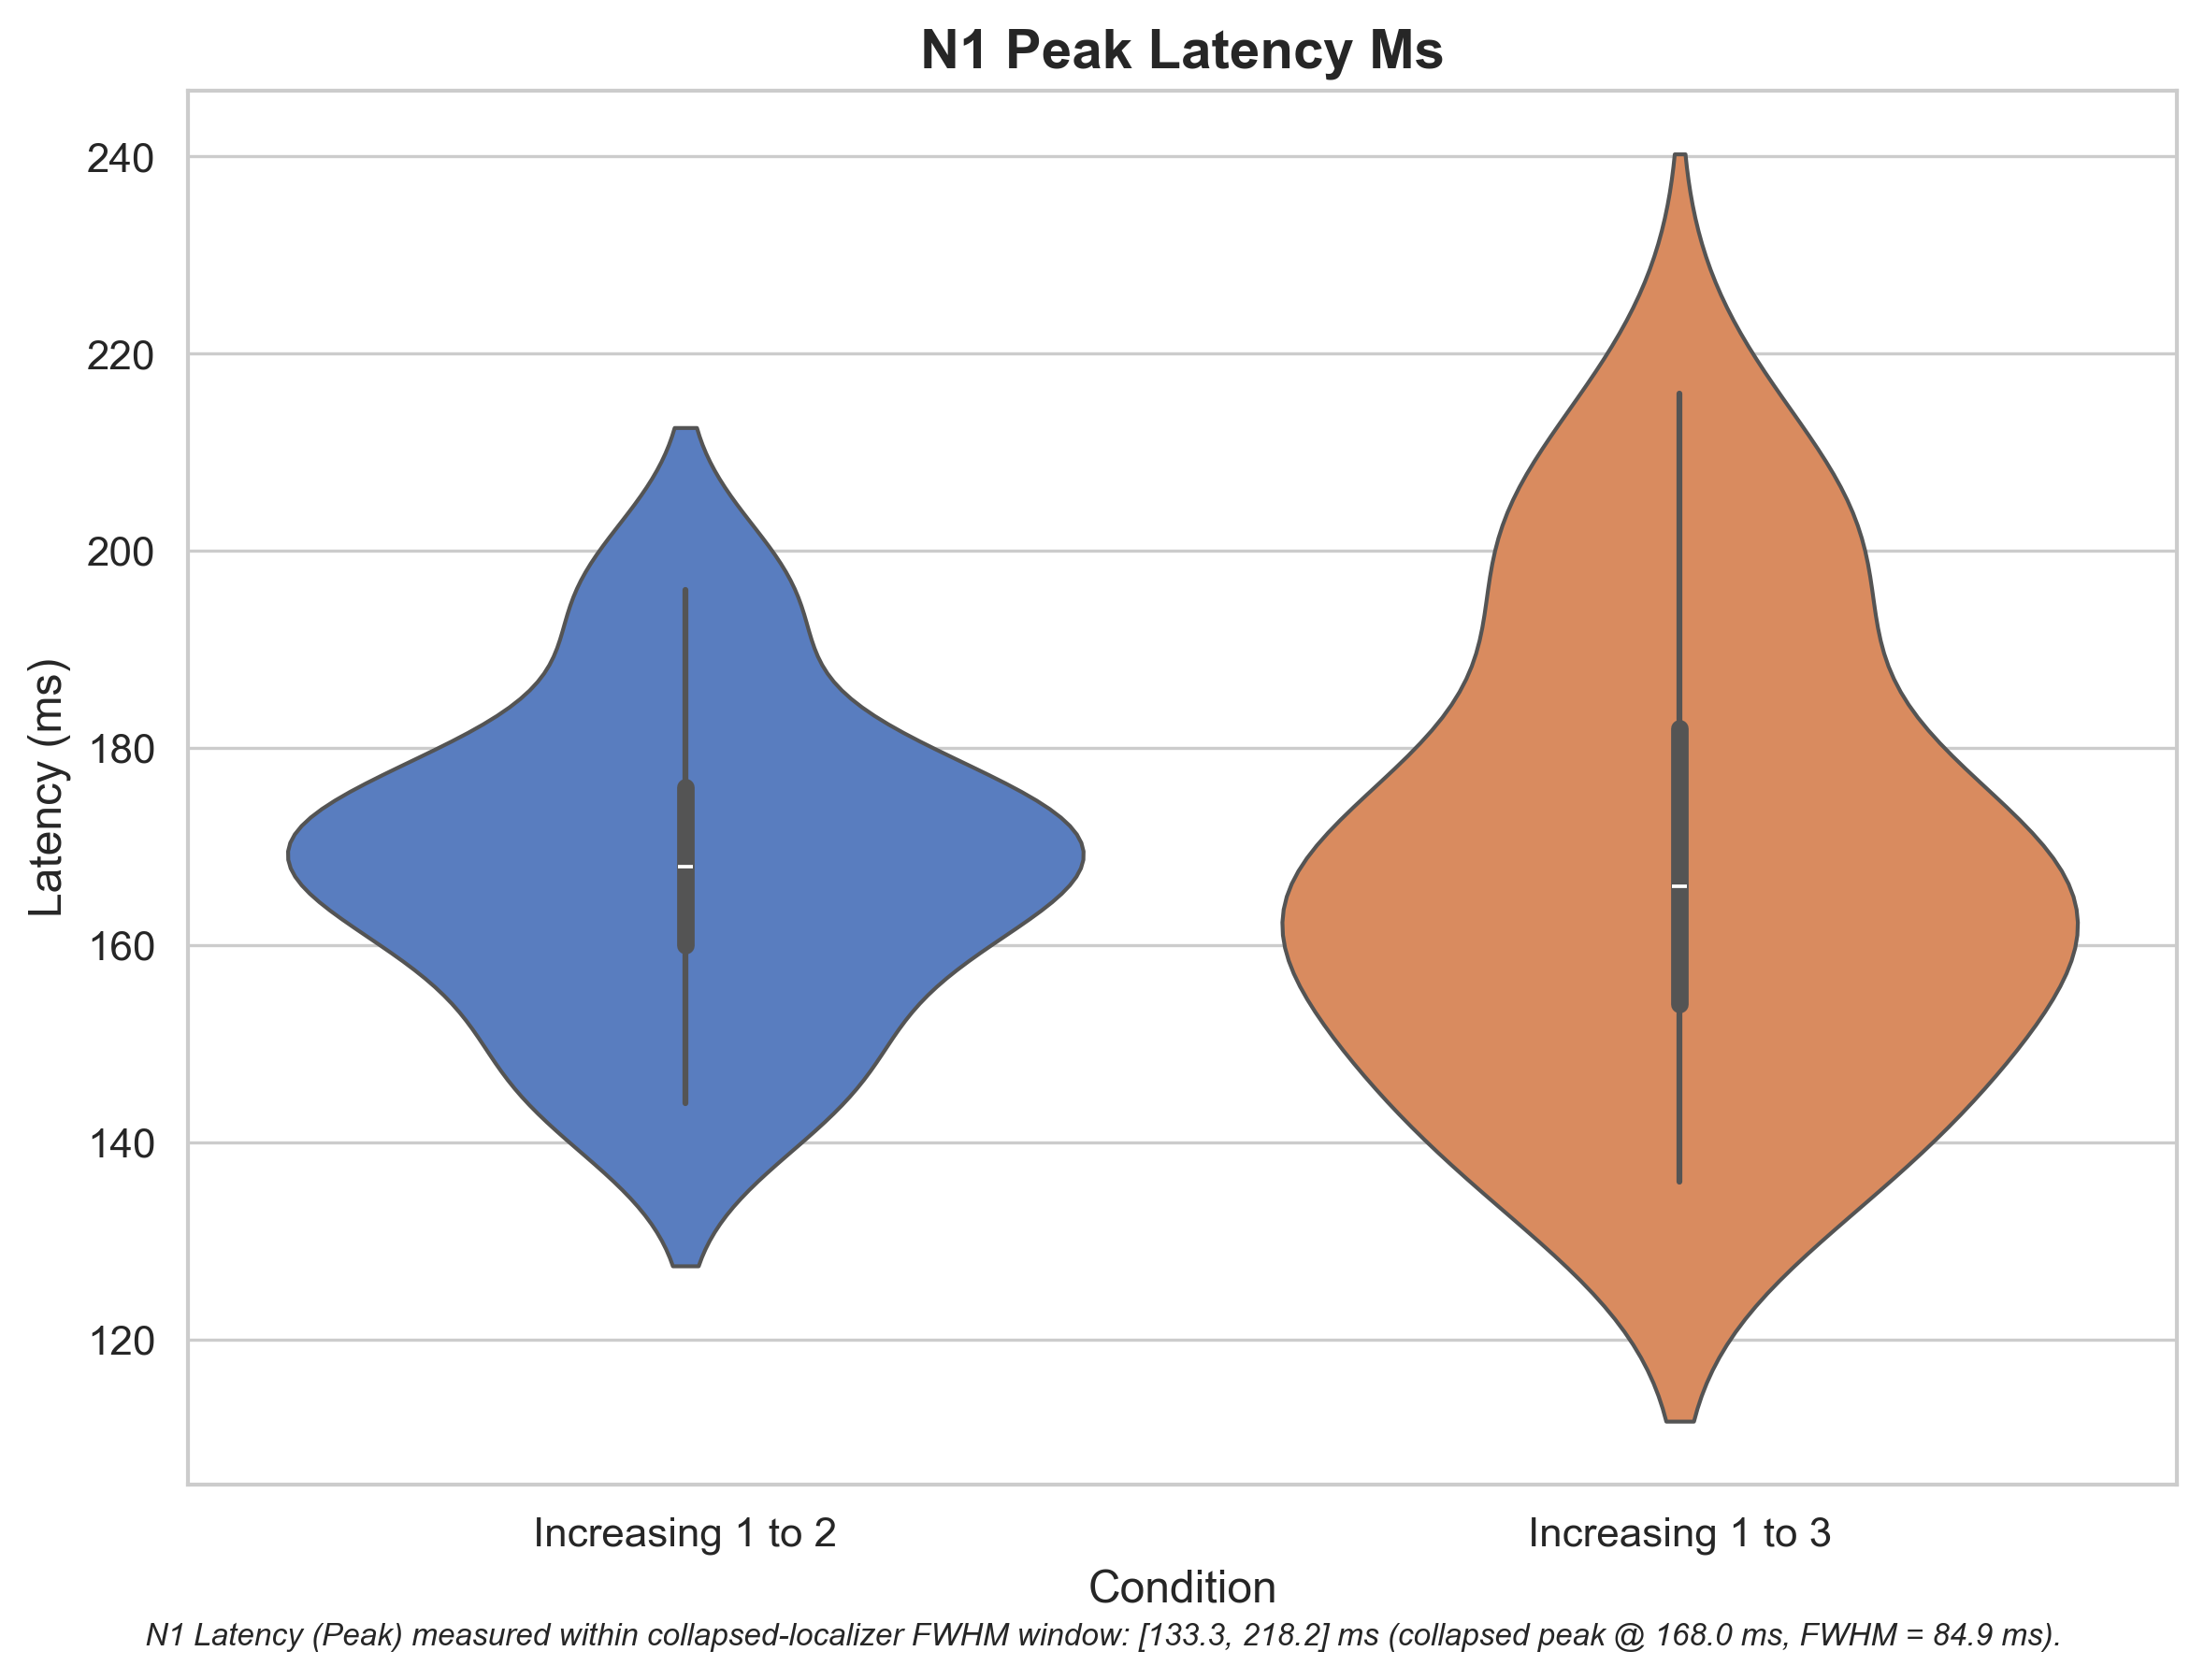 N1 Peak Latency Ms
Latency (ms)
240
220
200
180
160
140
120
Increasing 1 to 2
Increasing 1 to 3
Condition
N1 Latency (Peak) measured within collapsed-localizer FWHM window: [133.3, 218.2] ms (collapsed peak @ 168.0 ms, FWHM = 84.9 ms).